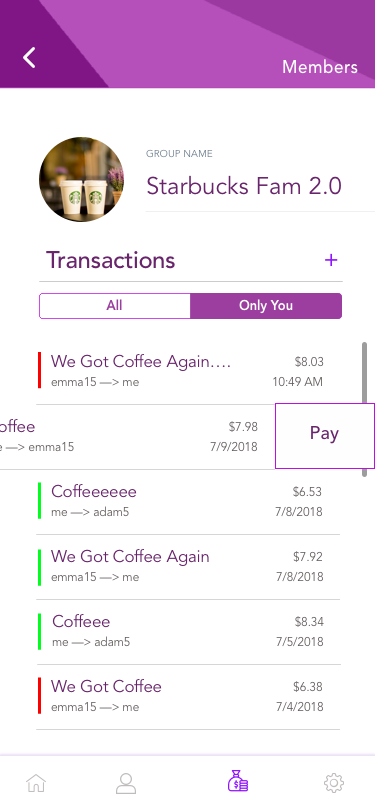 Members
GROUP NAME
Starbucks Fam 2.0
Transactions +
All Only You
We Got Coffee Again.... $8.03
emma15 —> me 10:49 AM
offee $7.98 Pay
e —> emma15 7/9/2018
Coffeeeeee $6.53
me —> adam5 7/8/2018
We Got Coffee Again $7.92
emma15 —> me 7/8/2018
Coffeee $8.34
me —> adam5 7/5/2018
We Got Coffee $6.38
emma15 —> me 7/4/2018